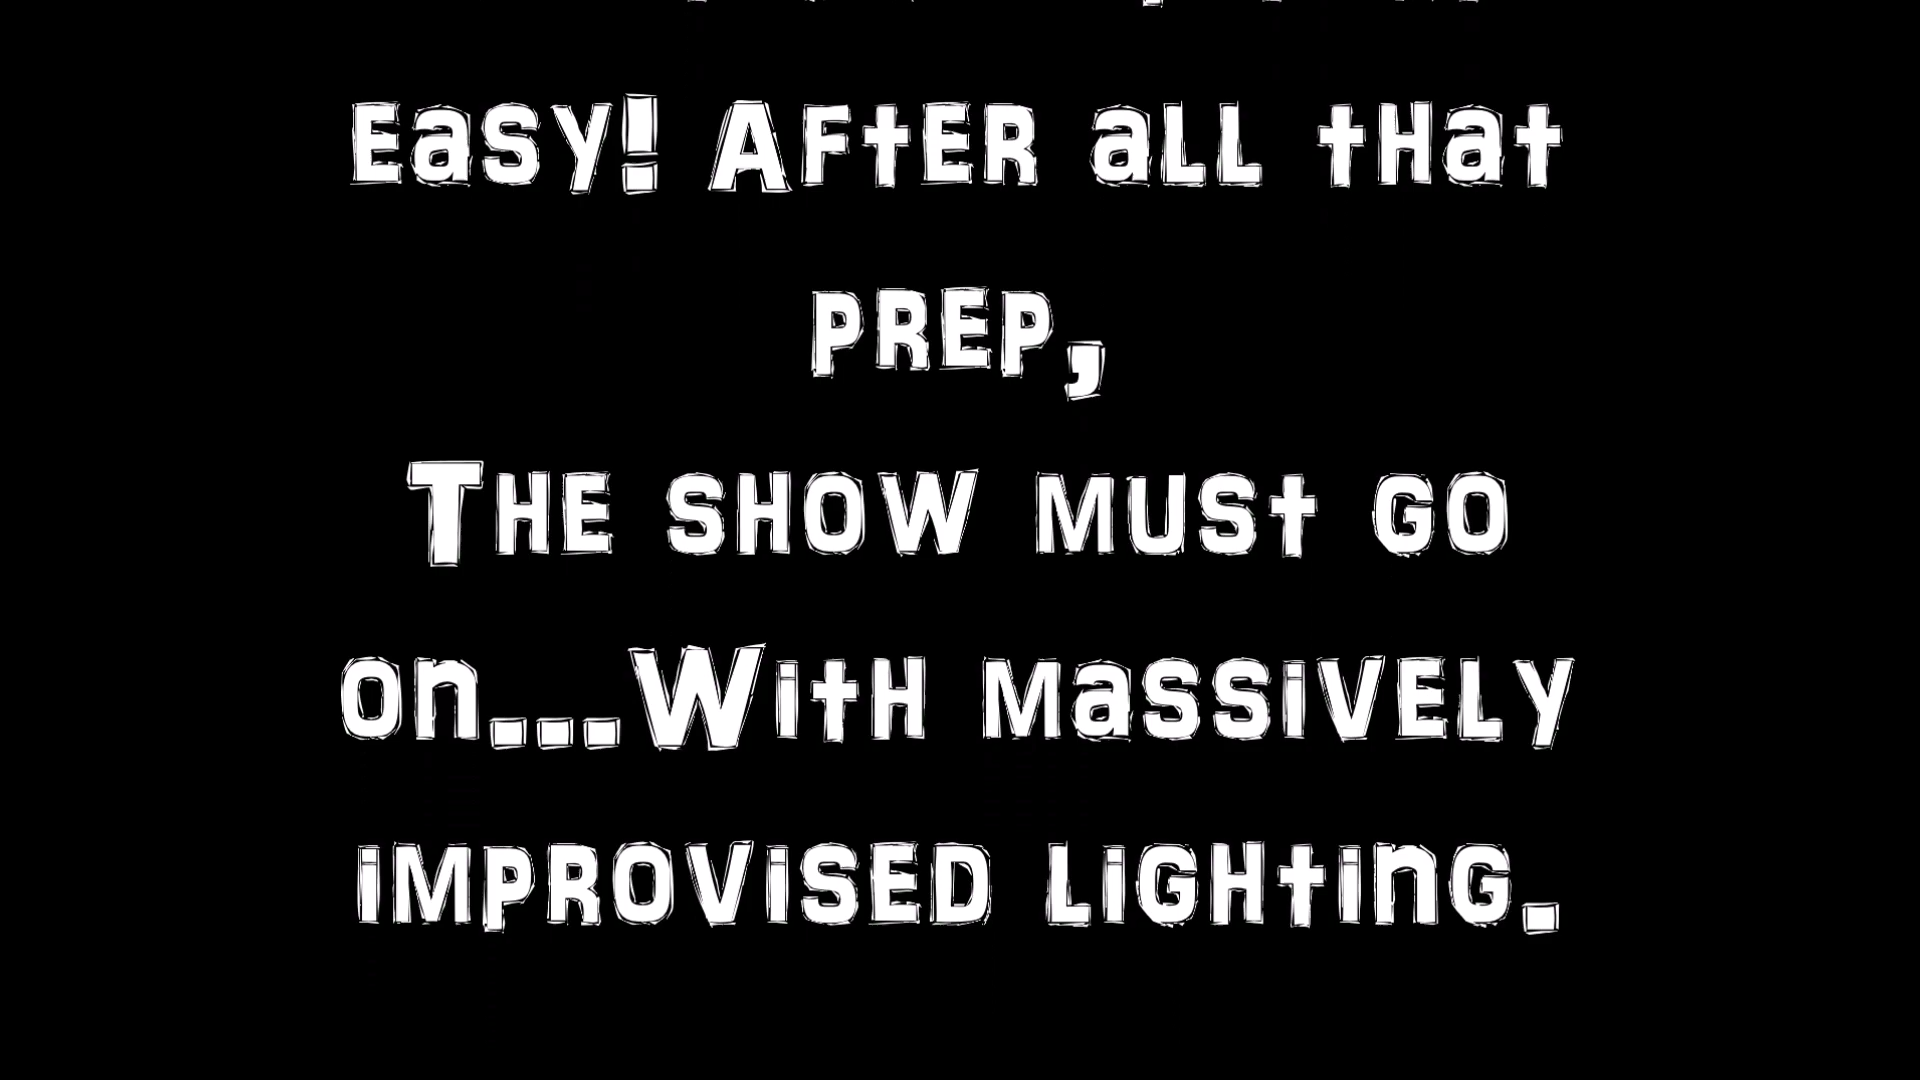 Easy! After all that
prep,
The show must go
on...With massively
improvised lighting.